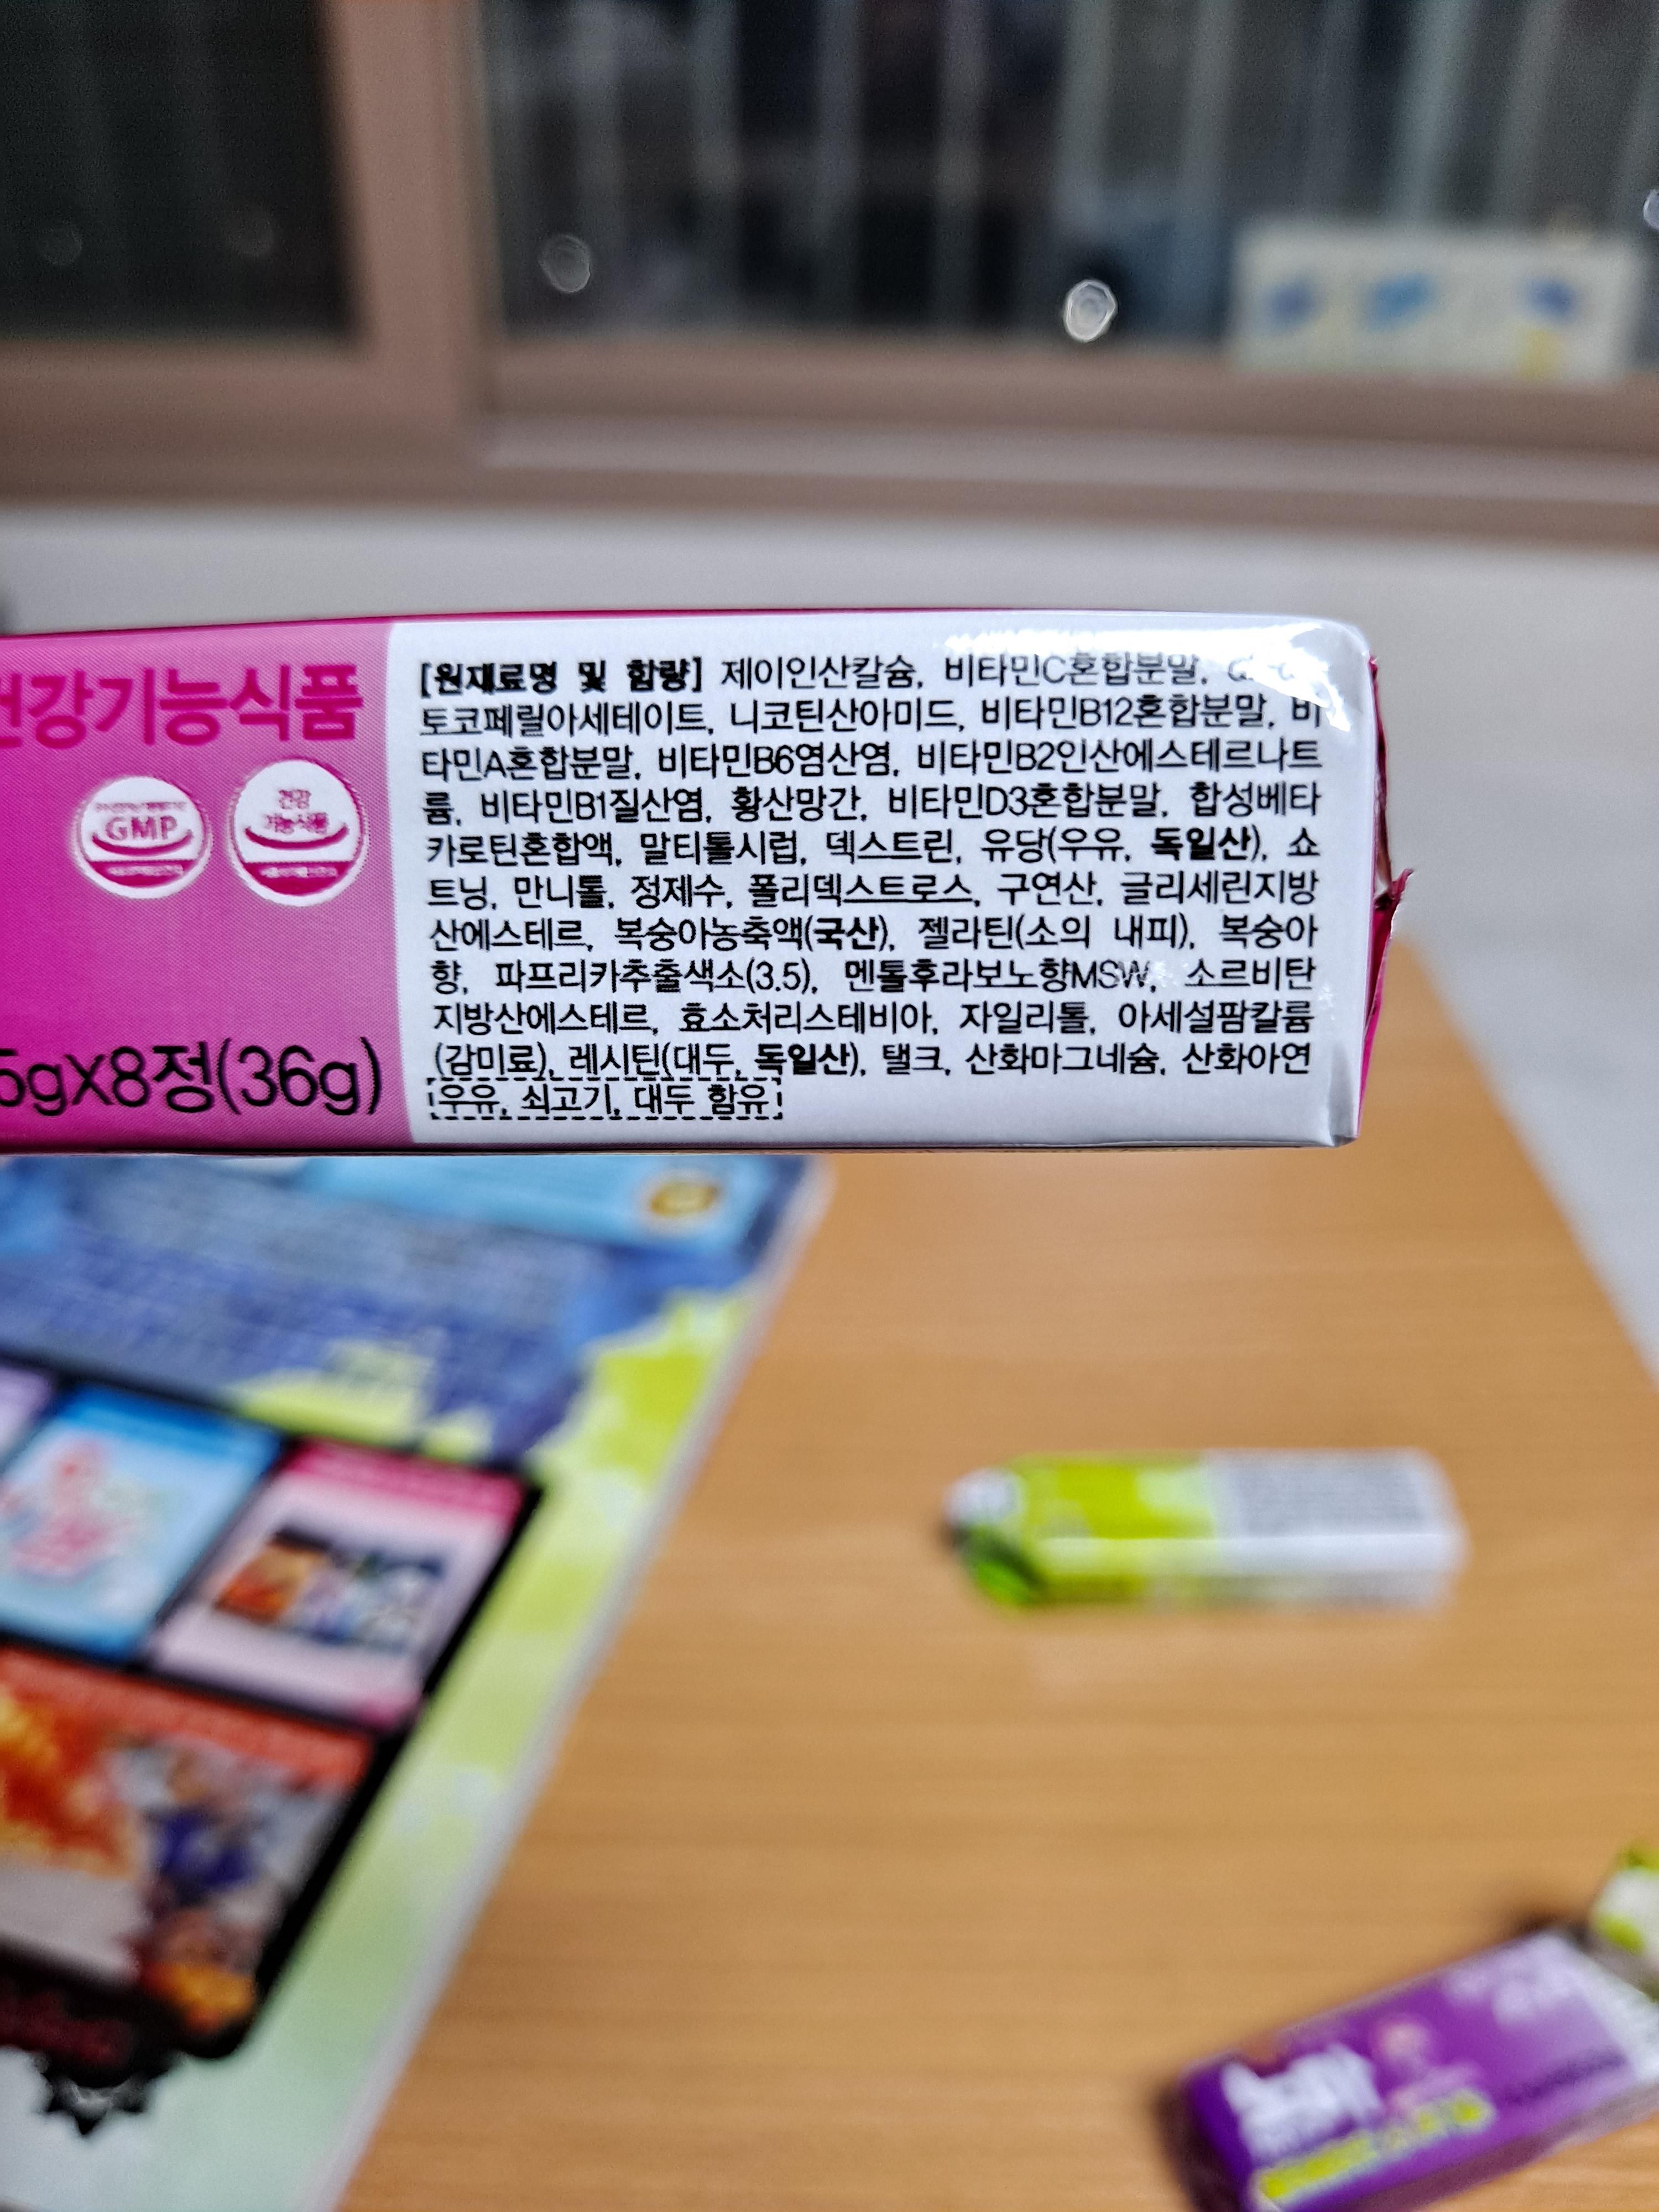 건강기능식품
GMP
건강
기능식품
5gX8정(36g)
[원재료명 및 함량] 제이인산칼슘, 비타민C혼합분말,
토코페릴아세테이트, 니코틴산아미드, 비타민B12혼합분말, 비
타민A혼합분말, 비타민B6염산염, 비타민B2인산에스테르나트
륨, 비타민B1질산염, 황산망간, 비타민D3혼합분말, 합성베타
카로틴혼합액, 말티톨시럽, 덱스트린, 유당(우유, 독일산), 쇼
트닝, 만니톨, 정제수, 폴리덱스트로스, 구연산, 글리세린지방
산에스테르, 복숭아농축액(국산), 젤라틴(소의 내피), 복숭아
향, 파프리카추출색소(3.5), 멘톨후라보노향MSW, 소르비탄
지방산에스테르, 효소처리스테비아, 자일리톨, 아세설팜칼륨
(감미료), 레시틴(대두, 독일산), 탤크, 산화마그네슘, 산화아연
우유, 쇠고기, 대두 함유